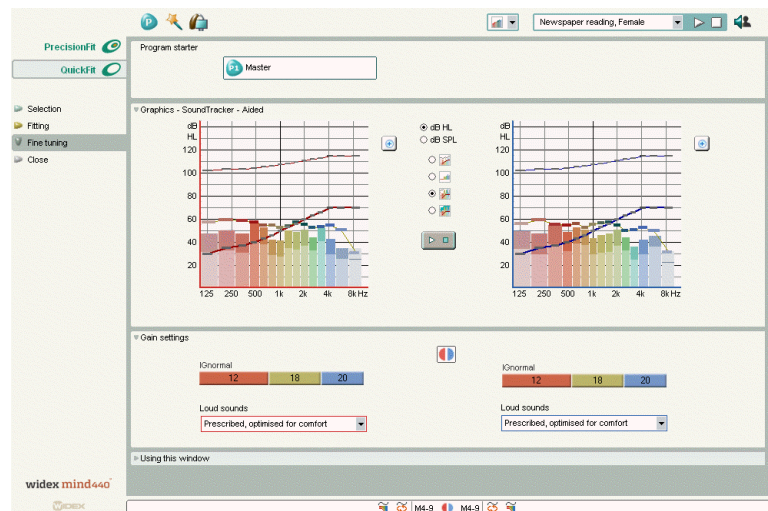 P
Newspaper reading, Female
PrecisionFit
QuickFit
Selection
Fitting
Fine tuning
Close
Program starter
P1 Master
Graphics - SoundTracker - Aided
dB
HL
120
100
80
60
40
20
125 250 500 1k 2k 4k 8k Hz
dB HL
dB SPL
dB
HL
120
100
80
60
40
20
125 250 500 1k 2k 4k 8k Hz
Gain settings
IGnormal
12 18 20
Loud sounds
Prescribed, optimised for comfort
IGnormal
12 18 20
Loud sounds
Prescribed, optimised for comfort
Using this window
widex mind440
WIDEX
M4-9 M4-9